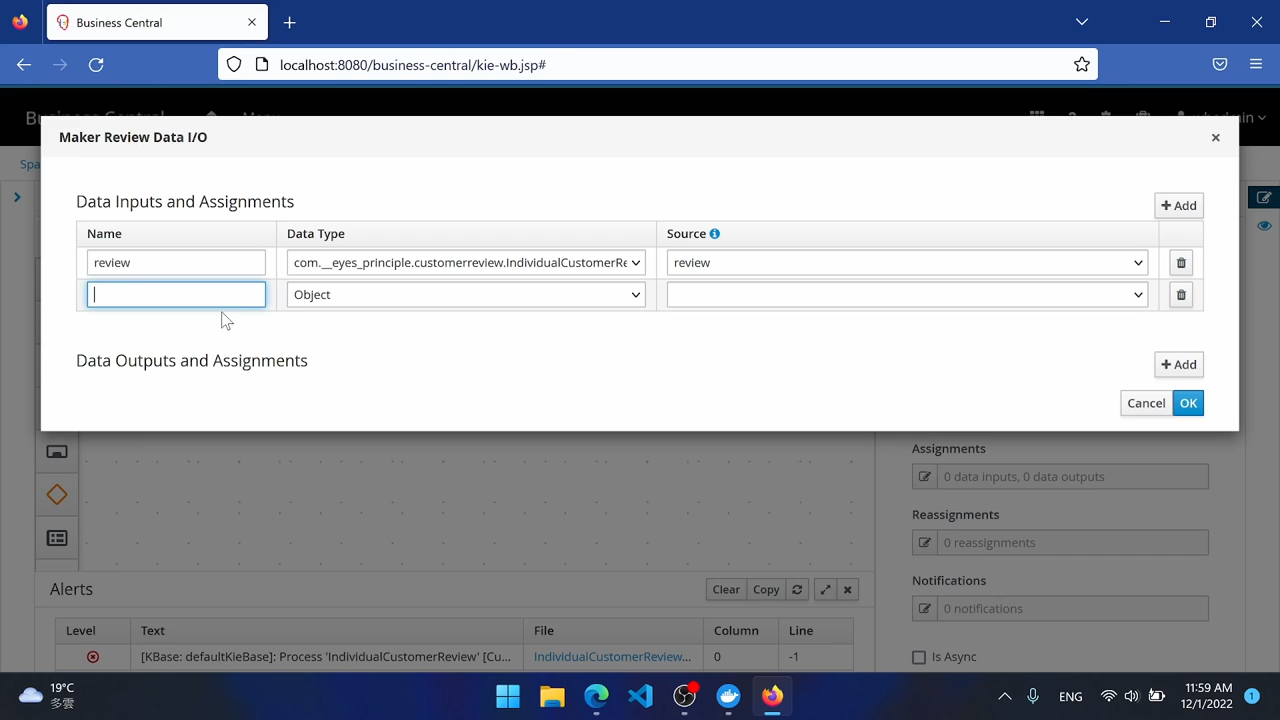 Business Central
localhost:8080/business-central/kie-wb.jsp#
Maker Review Data I/O
Data Inputs and Assignments
Add
Name Data Type Source
review com.__eyes_principle.customerreview.IndividualCustomerRe review
Object
Data Outputs and Assignments
Add
Cancel OK
Assignments
0 data inputs, 0 data outputs
Reassignments
0 reassignments
Notifications
0 notifications
Is Async
Alerts
Clear Copy
Level Text File Column Line
[KBase: defaultKieBase]: Process 'IndividualCustomerReview' [Cu... IndividualCustomerReview... 0 -1
19°C
多雲
ENG
11:59 AM
12/1/2022
1